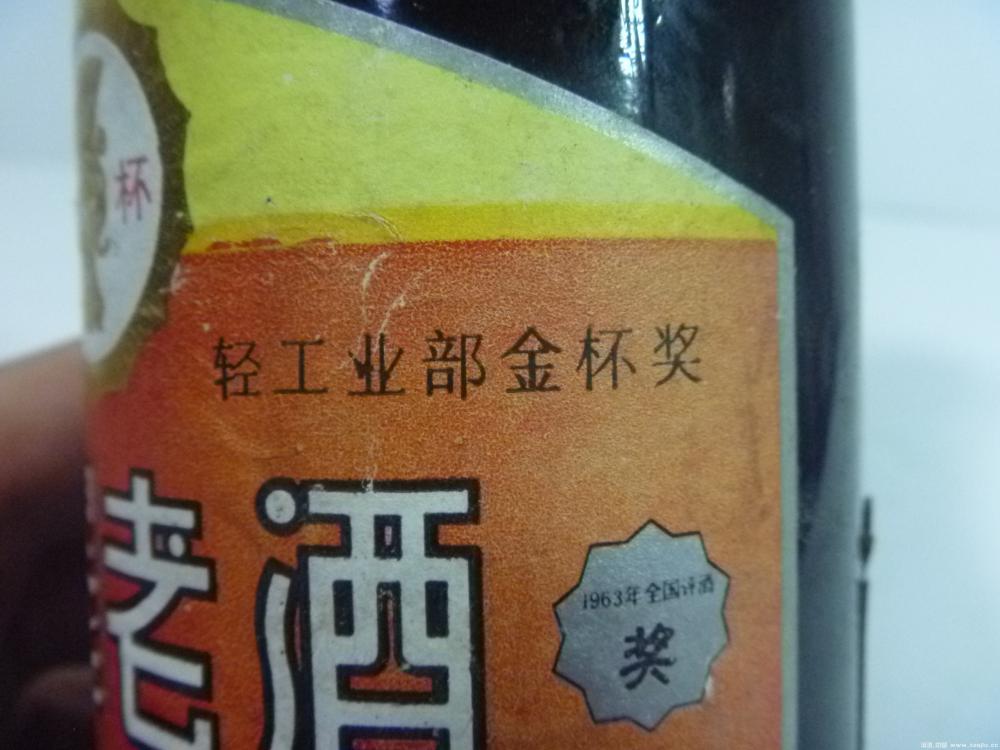 杯
轻工业部金杯奖
老酒
1963年全国评酒
奖